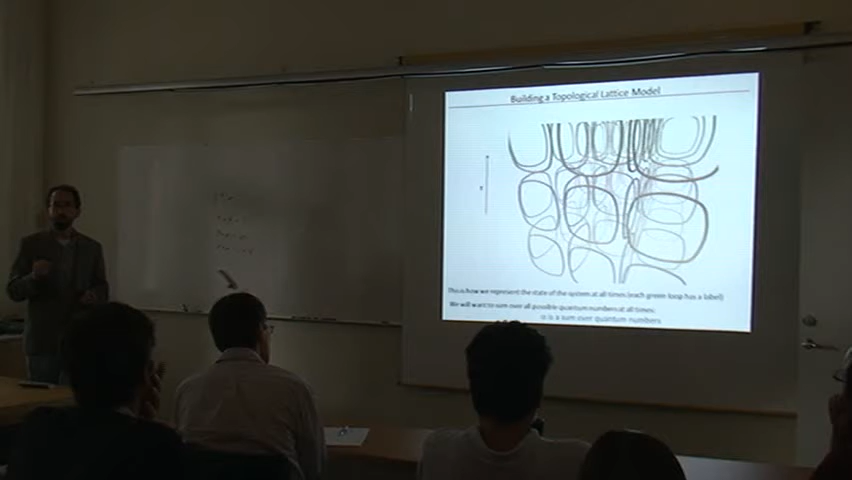 Building a Topological Lattice Model
This is how we represent the state of the system at all times (each green loop has a label)
We will want to sum over all possible quantum numbers at all times:
is a sum over quantum numbers